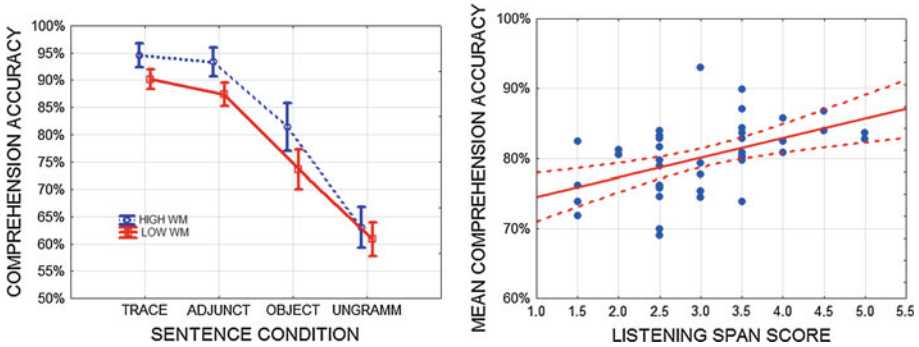 COMPREHENSION ACCURACY
100%
95%
90%
85%
80%
75%
70%
65%
60%
55%
50%
HIGH WM
LOW WM
TRACE ADJUNCT OBJECT UNGRAMM
SENTENCE CONDITION
MEAN COMPREHENSION ACCURACY
100%
90%
80%
70%
60%
1.0 1.5 2.0 2.5 3.0 3.5 4.0 4.5 5.0 5.5
LISTENING SPAN SCORE